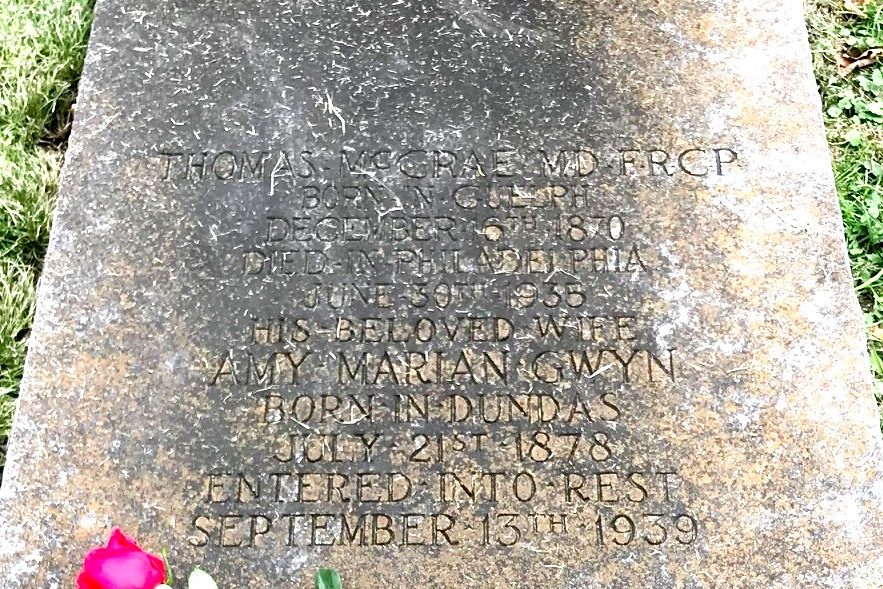 THOMAS · McCRAE · MD · FRCP
BORN · IN · GUELPH
DECEMBER · 6TH · 1870
DIED · IN · PHILADELPHIA
JUNE · 30TH · 1935
HIS · BELOVED · WIFE
AMY · MARIAN · GWYN
BORN · IN · DUNDAS
JULY · 21ST · 1878
ENTERED · INTO · REST
SEPTEMBER · 13TH · 1939